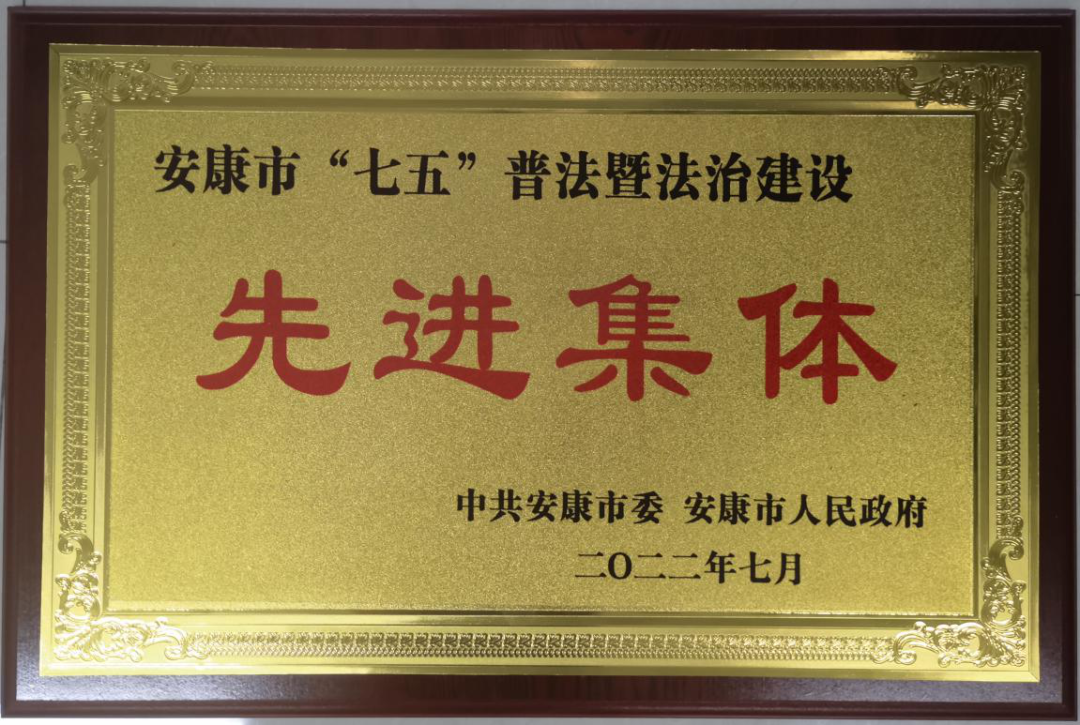 安康市“七五”普法暨法治建设
先进集体
中共安康市委 安康市人民政府
二〇二二年七月